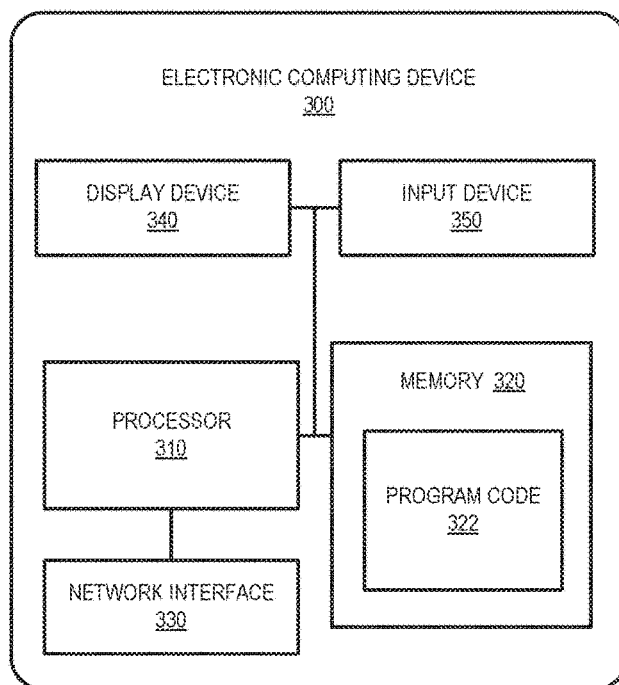 ELECTRONIC COMPUTING DEVICE
300
DISPLAY DEVICE
340
INPUT DEVICE
350
PROCESSOR
310
MEMORY 320
PROGRAM CODE
322
NETWORK INTERFACE
330